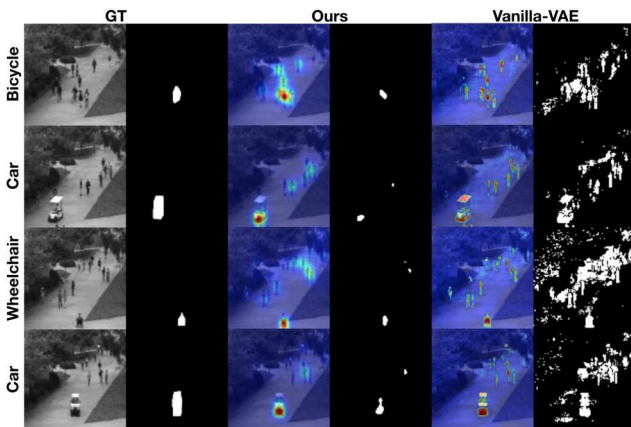 GT Ours Vanilla-VAE
Bicycle
Car
Wheelchair
Car